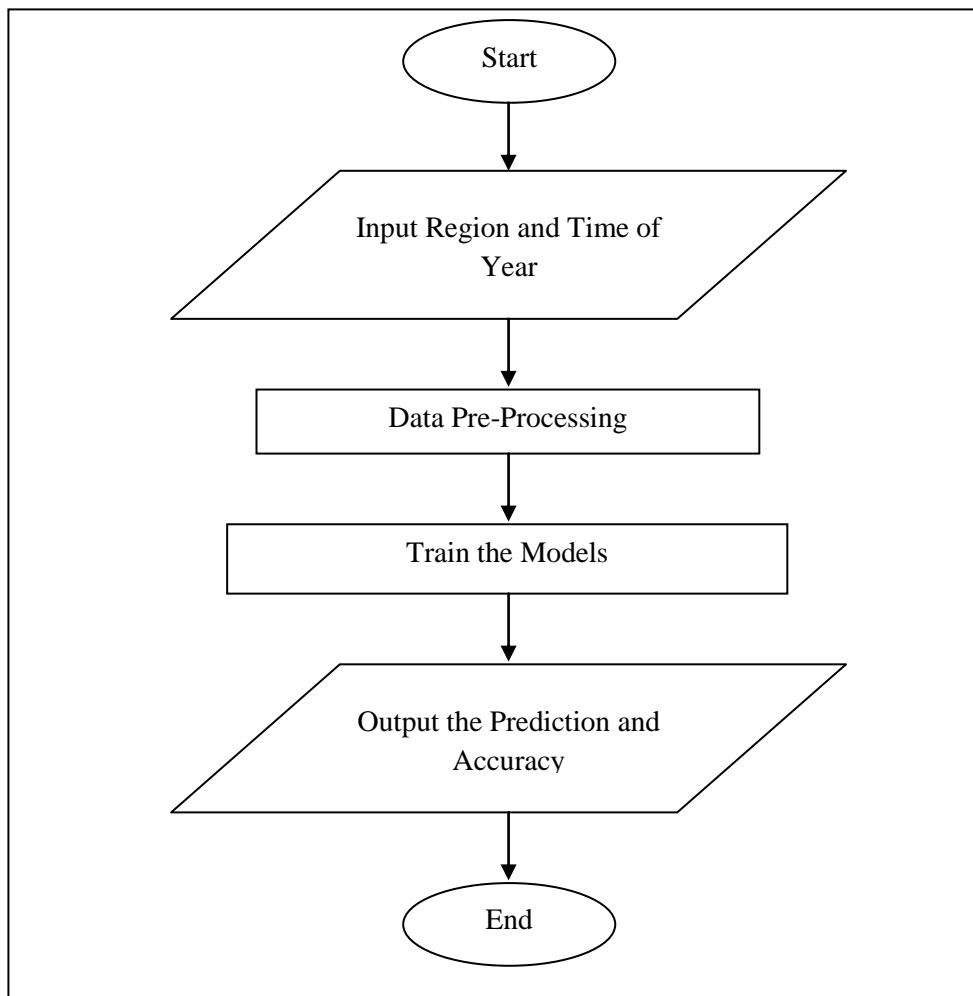 Start
Input Region and Time of
Year
Data Pre-Processing
Train the Models
Output the Prediction and
Accuracy
End